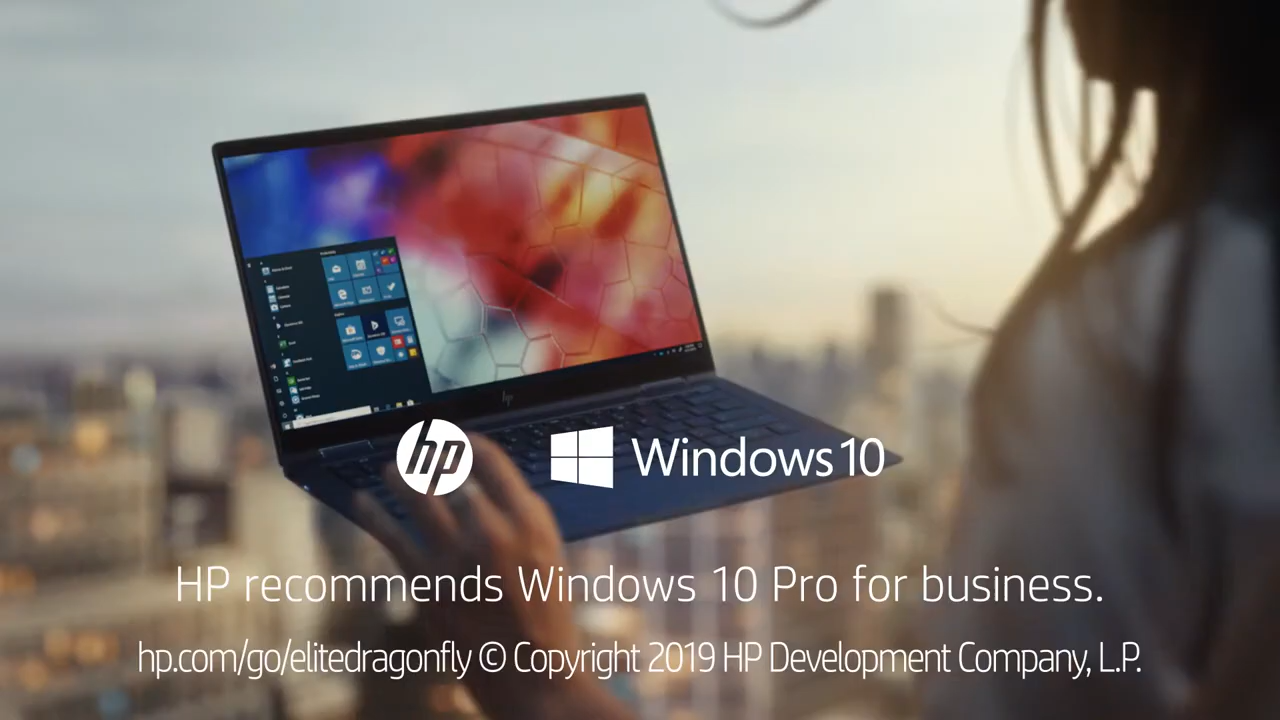 hp
hp Windows 10
HP recommends Windows 10 Pro for business.
hp.com/go/elitedragonfly © Copyright 2019 HP Development Company, L.P.